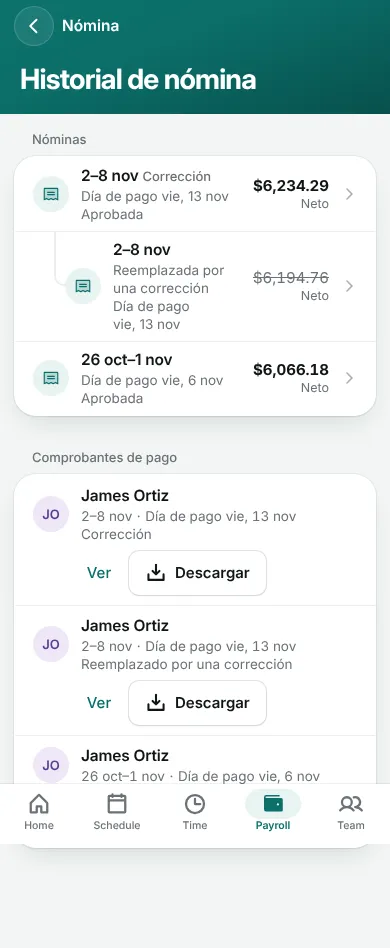 Nómina
Historial de nómina
Nóminas
2–8 nov Corrección
Día de pago vie, 13 nov
Aprobada
$6,234.29
Neto
2–8 nov
Reemplazada por
una corrección
Día de pago
vie, 13 nov
$6,194.76
Neto
26 oct–1 nov
Día de pago vie, 6 nov
Aprobada
$6,066.18
Neto
Comprobantes de pago
JO
James Ortiz
2–8 nov · Día de pago vie, 13 nov
Corrección
Ver
Descargar
JO
James Ortiz
2–8 nov · Día de pago vie, 13 nov
Reemplazado por una corrección
Ver
Descargar
JO
James Ortiz
26 oct–1 nov · Día de pago vie, 6 nov
Home
Schedule
Time
Payroll
Team